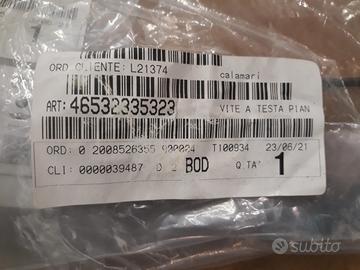 ORD CLIENTE: L21374
calamari
ART: 46532335323
VITE A TESTA PIAN
ORD: 0 2008526355 900024 T100934 23/06/21
CLI: 0000039487 BOD Q.TA' 1
subito